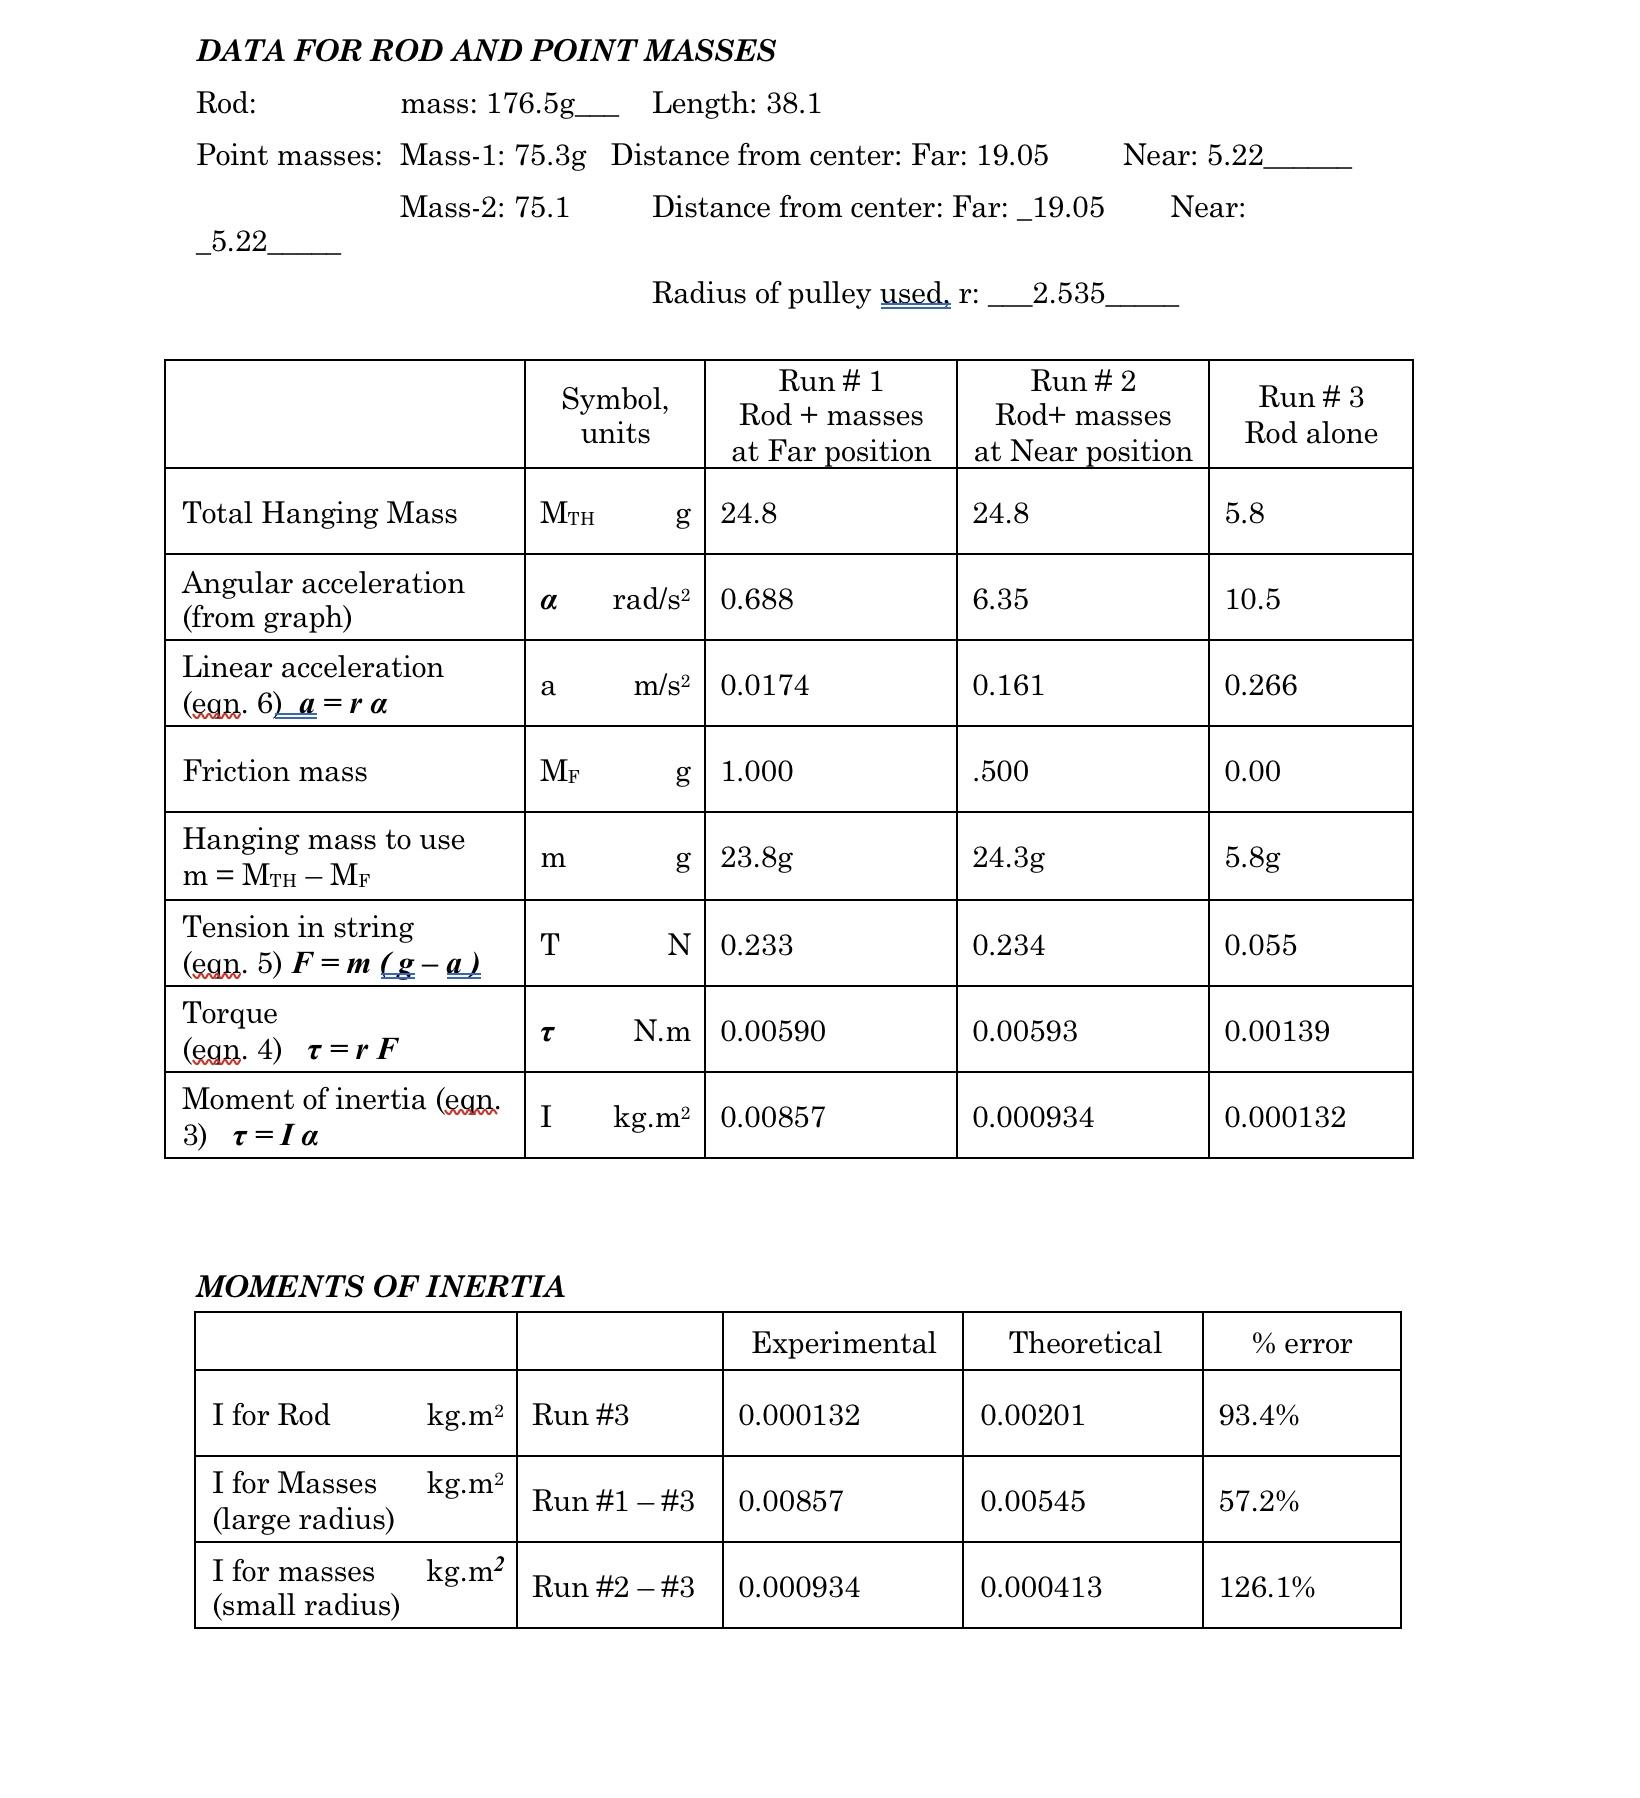 DATA FOR ROD AND POINT MASSES
Rod: mass: 176.5g___ Length: 38.1
Point masses: Mass-1: 75.3g Distance from center: Far: 19.05 Near: 5.22______
Mass-2: 75.1 Distance from center: Far: _19.05 Near:
_5.22_____
Radius of pulley used, r: ___2.535_____
Symbol, units Run # 1 Rod + masses at Far position Run # 2 Rod+ masses at Near position Run # 3 Rod alone
Total Hanging Mass MTH g 24.8 24.8 5.8
Angular acceleration (from graph) α rad/s² 0.688 6.35 10.5
Linear acceleration (eqn. 6) a = r α a m/s² 0.0174 0.161 0.266
Friction mass MF g 1.000 .500 0.00
Hanging mass to use m = MTH – MF m g 23.8g 24.3g 5.8g
Tension in string (eqn. 5) F = m ( g – a ) T N 0.233 0.234 0.055
Torque (eqn. 4) τ = r F τ N.m 0.00590 0.00593 0.00139
Moment of inertia (eqn. 3) τ = I α I kg.m² 0.00857 0.000934 0.000132
MOMENTS OF INERTIA
Experimental Theoretical % error
I for Rod kg.m² Run #3 0.000132 0.00201 93.4%
I for Masses (large radius) kg.m² Run #1 – #3 0.00857 0.00545 57.2%
I for masses (small radius) kg.m² Run #2 – #3 0.000934 0.000413 126.1%